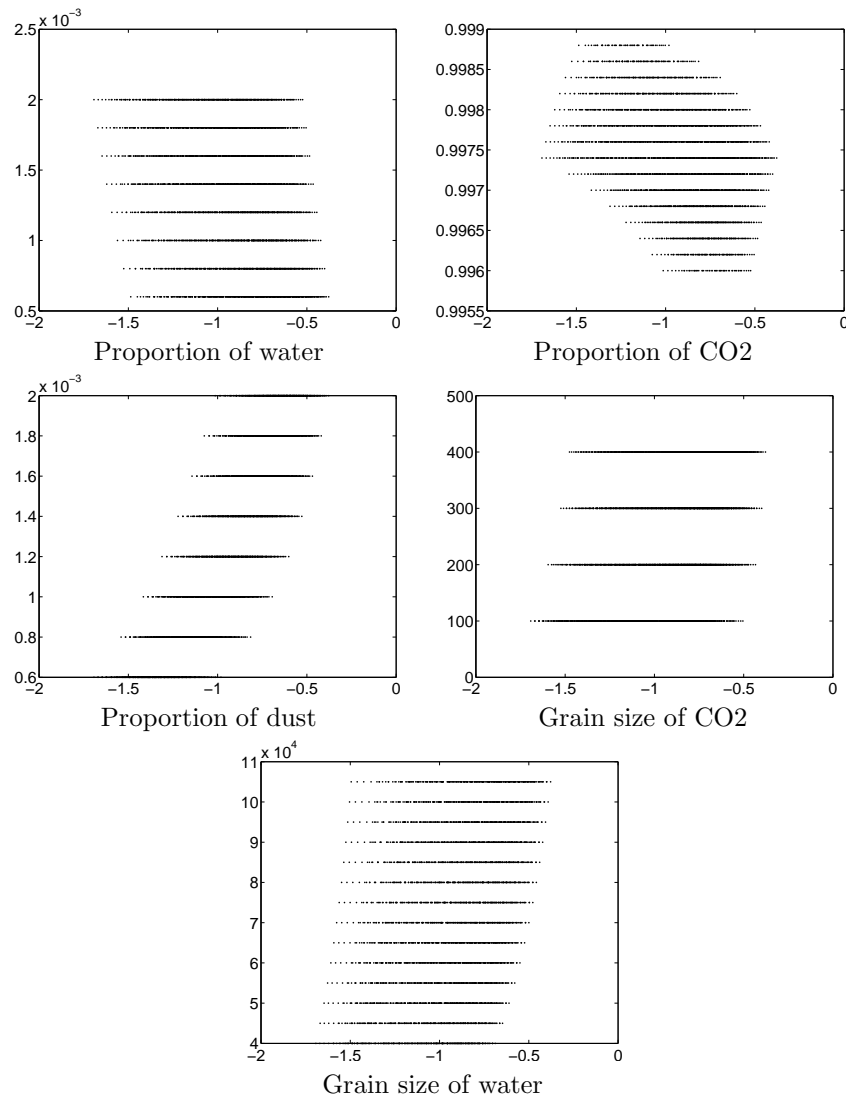 x 10⁻³
2.5
2
1.5
1
0.5
−2 −1.5 −1 −0.5 0
Proportion of water
0.999
0.9985
0.998
0.9975
0.997
0.9965
0.996
0.9955
−2 −1.5 −1 −0.5 0
Proportion of CO2
x 10⁻³
2
1.8
1.6
1.4
1.2
1
0.8
0.6
−2 −1.5 −1 −0.5 0
Proportion of dust
500
400
300
200
100
0
−2 −1.5 −1 −0.5 0
Grain size of CO2
x 10⁴
11
10
9
8
7
6
5
4
−2 −1.5 −1 −0.5 0
Grain size of water